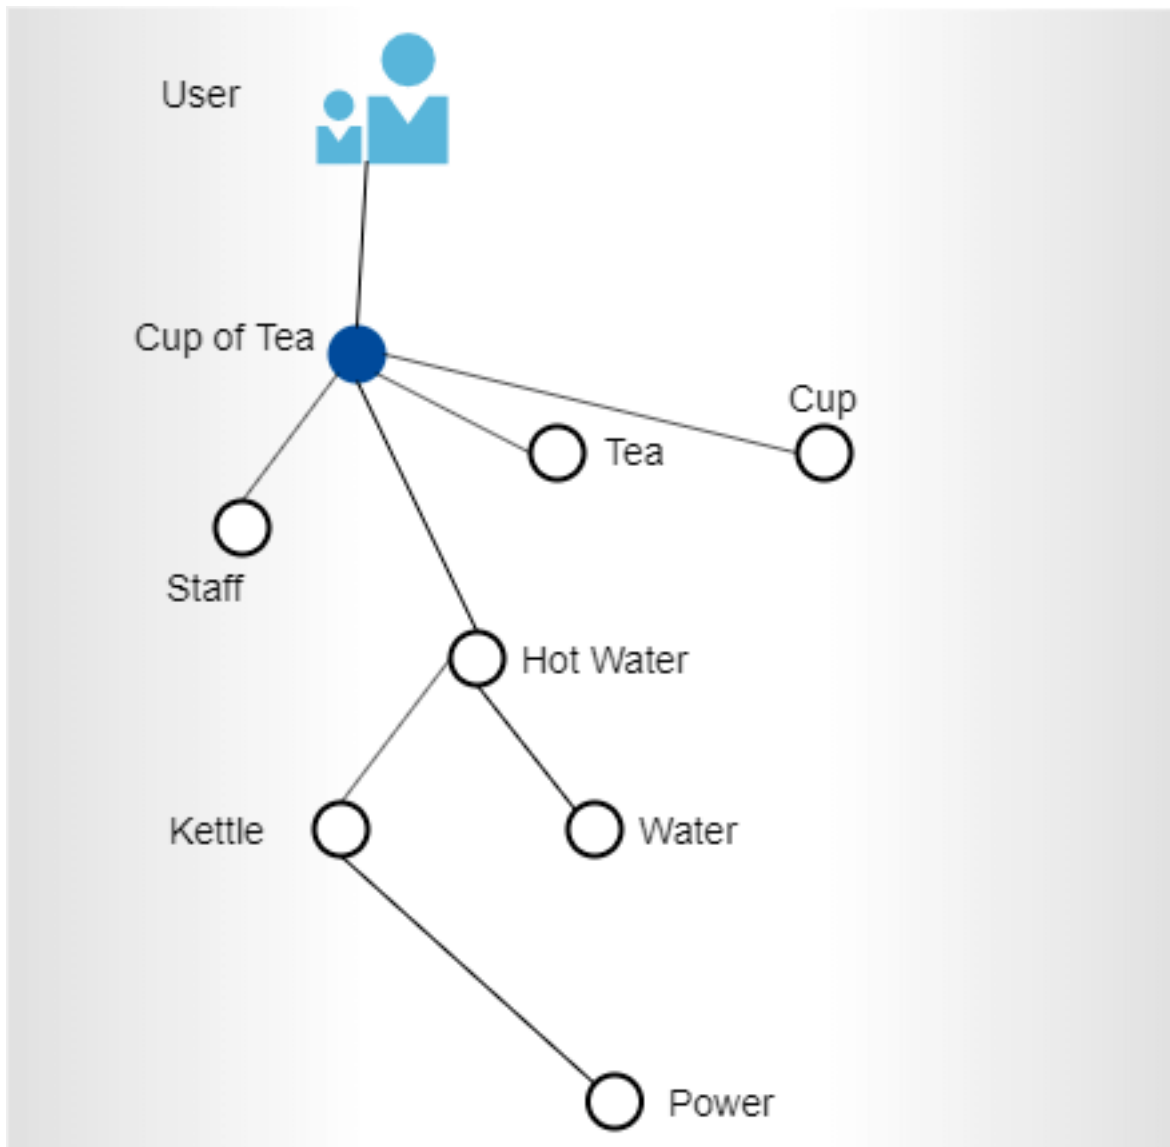 User
Cup of Tea
Cup
Tea
Staff
Hot Water
Kettle
Water
Power